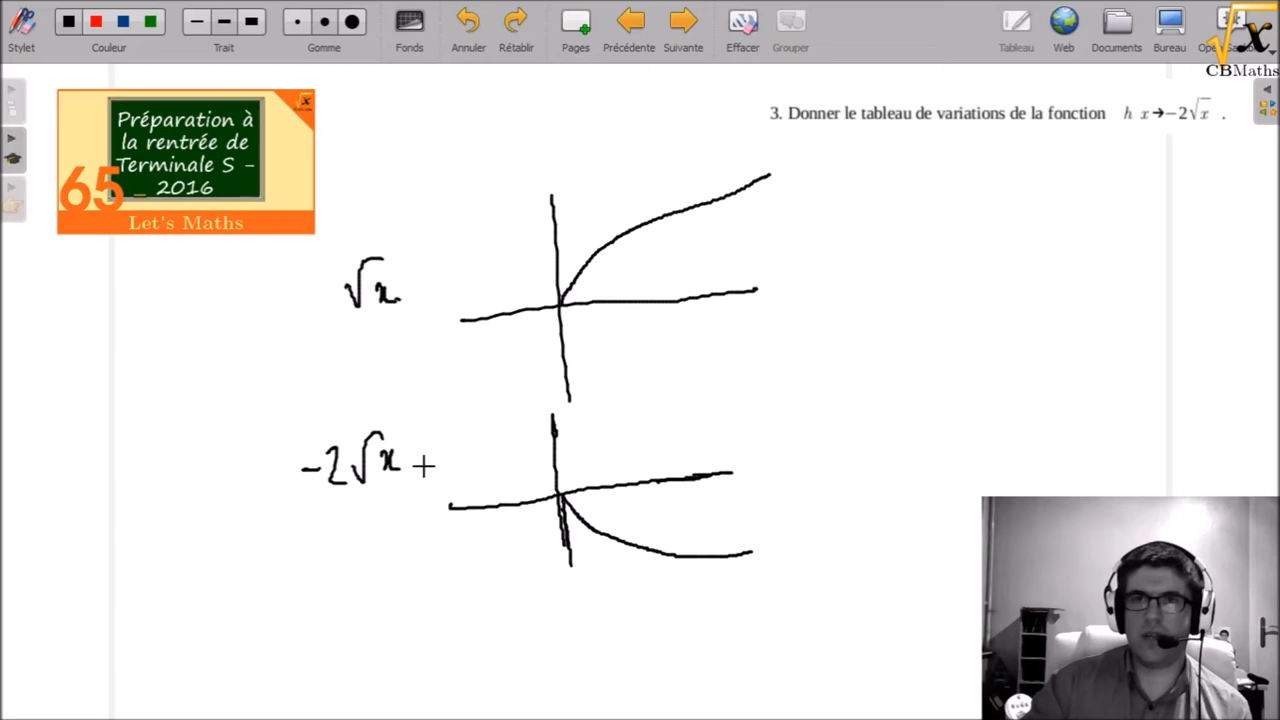 Stylet Couleur Trait Gomme Fonds Annuler Rétablir Pages Précédente Suivante Effacer Grouper Tableau Web Documents Bureau
√x
CBMaths
Préparation à
la rentrée de
Terminale S -
2016
65
Let's Maths
3. Donner le tableau de variations de la fonction h x→−2√x .
√x
-2√x